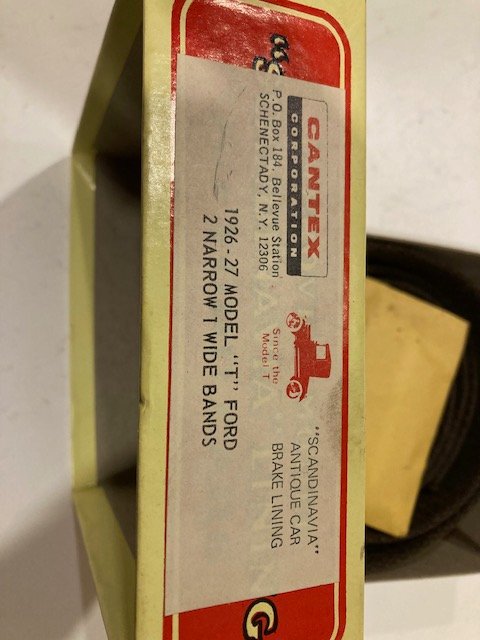 CANTEX
CORPORATION
P.O. Box 184, Bellevue Station
SCHENECTADY, N.Y. 12306
Since the
Model T
"SCANDINAVIA"
ANTIQUE CAR
BRAKE LINING
1926-27 MODEL "T" FORD
2 NARROW 1 WIDE BANDS